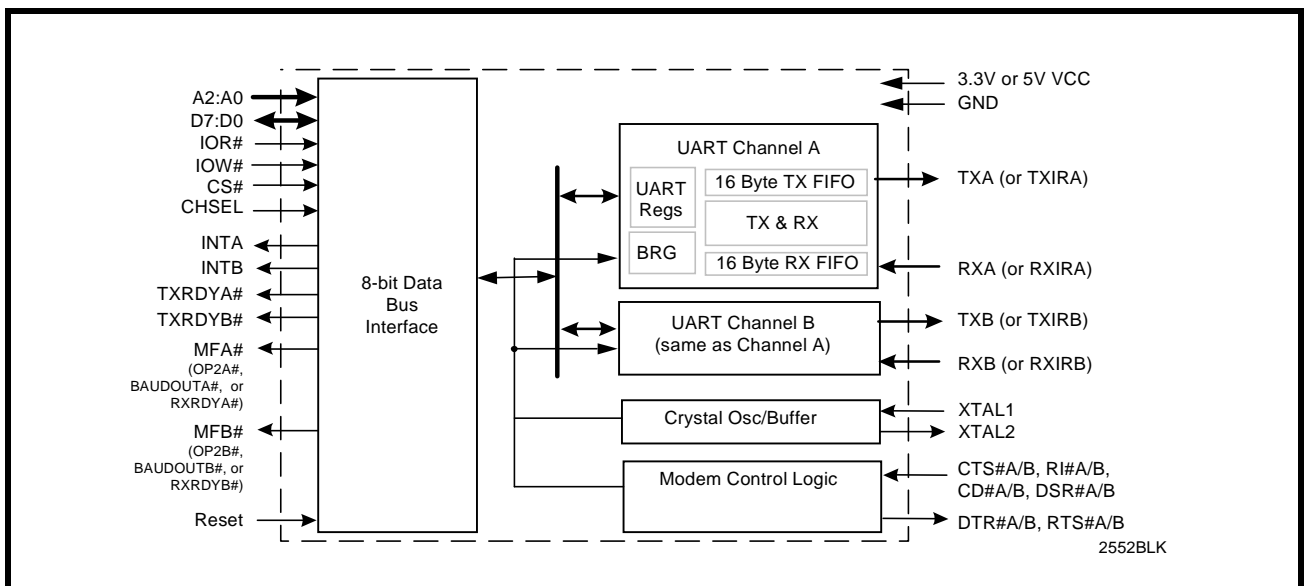 A2:A0
D7:D0
IOR#
IOW#
CS#
CHSEL
INTA
INTB
TXRDYA#
TXRDYB#
MFA#
(OP2A#,
BAUDOUTA#, or
RXRDYA#)
MFB#
(OP2B#,
BAUDOUTB#, or
RXRDYB#)
Reset
8-bit Data
Bus
Interface
UART Channel A
UART
Regs
BRG
16 Byte TX FIFO
TX & RX
16 Byte RX FIFO
UART Channel B
(same as Channel A)
Crystal Osc/Buffer
Modem Control Logic
3.3V or 5V VCC
GND
TXA (or TXIRA)
RXA (or RXIRA)
TXB (or TXIRB)
RXB (or RXIRB)
XTAL1
XTAL2
CTS#A/B, RI#A/B,
CD#A/B, DSR#A/B
DTR#A/B, RTS#A/B
2552BLK